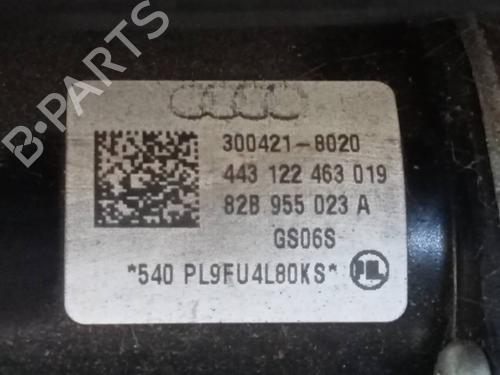 B-PARTS
300421-8020
443 122 463 019
82B 955 023 A
GS06S
*540 PL9FU4L80KS*